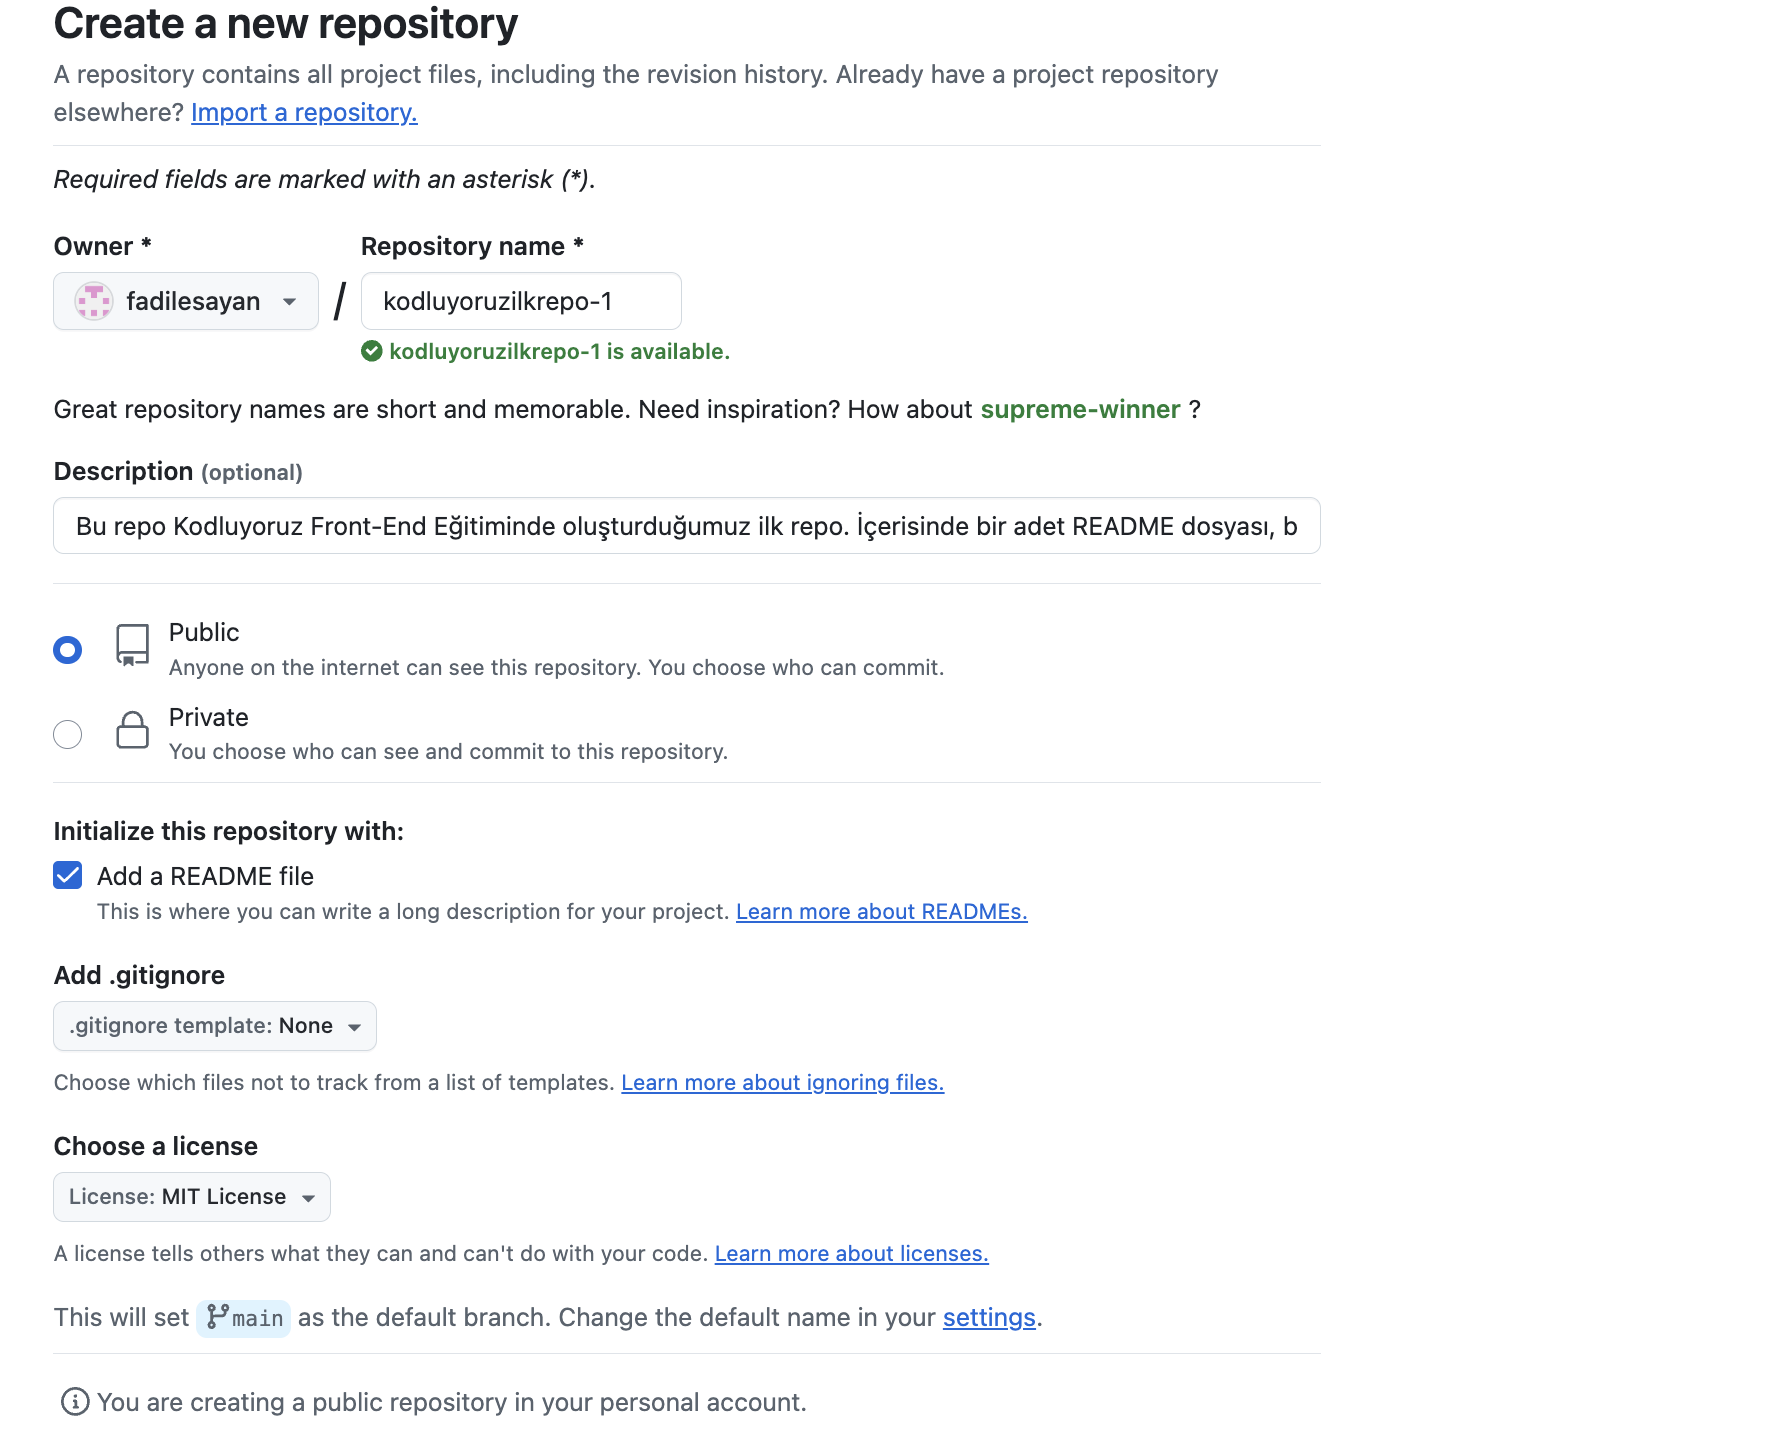 Create a new repository
A repository contains all project files, including the revision history. Already have a project repository
elsewhere? Import a repository.
Required fields are marked with an asterisk (*).
Owner * Repository name *
fadilesayan / kodluyoruzilkrepo-1
kodluyoruzilkrepo-1 is available.
Great repository names are short and memorable. Need inspiration? How about supreme-winner ?
Description (optional)
Bu repo Kodluyoruz Front-End Eğitiminde oluşturduğumuz ilk repo. İçerisinde bir adet README dosyası, b
Public
Anyone on the internet can see this repository. You choose who can commit.
Private
You choose who can see and commit to this repository.
Initialize this repository with:
Add a README file
This is where you can write a long description for your project. Learn more about READMEs.
Add .gitignore
.gitignore template: None
Choose which files not to track from a list of templates. Learn more about ignoring files.
Choose a license
License: MIT License
A license tells others what they can and can't do with your code. Learn more about licenses.
This will set main as the default branch. Change the default name in your settings.
You are creating a public repository in your personal account.